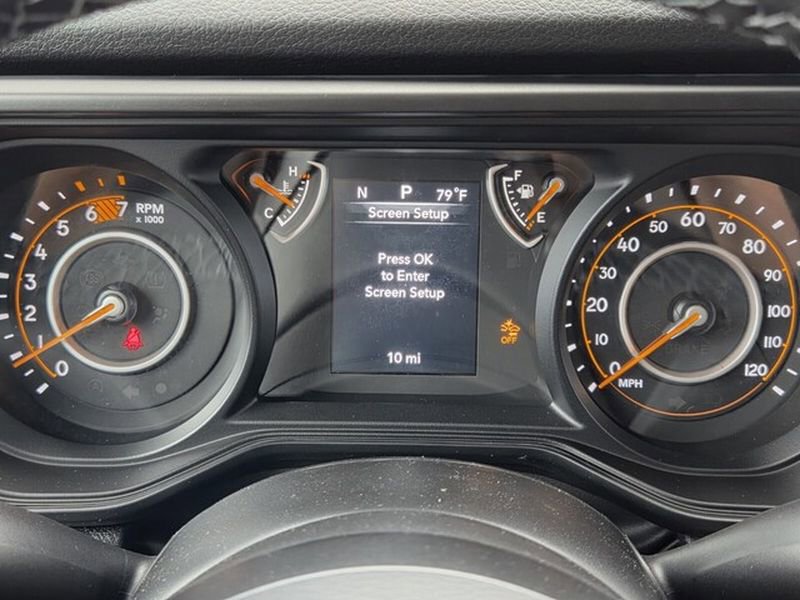 N P 79°F
Screen Setup
Press OK
to Enter
Screen Setup
10 mi
H
C
F
E
OFF
7
6
5
4
3
2
1
0
RPM
x 1000
0
10
20
30
40
50
60
70
80
90
100
110
120
MPH